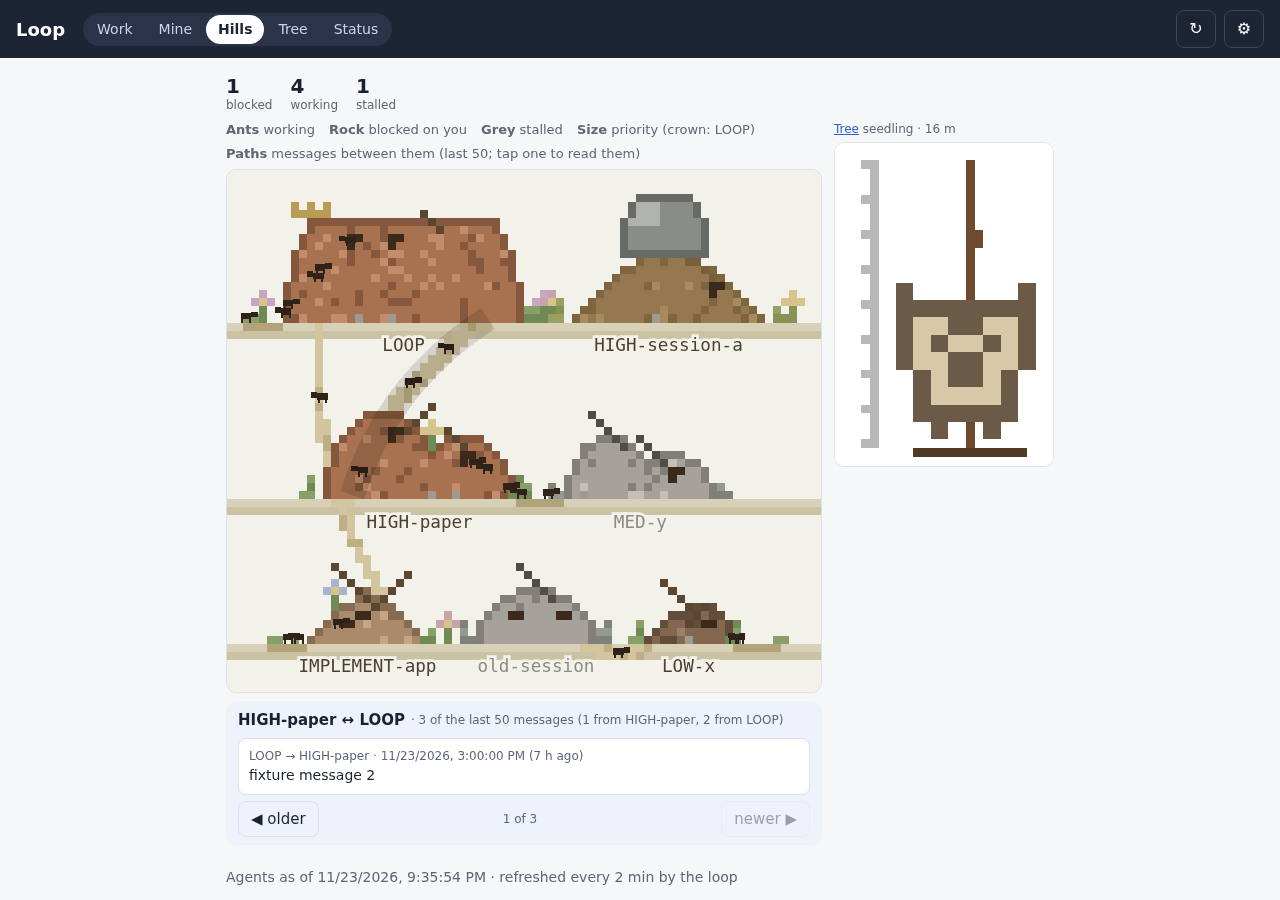 Loop Work Mine Hills Tree Status ↻ ⚙
1 4 1
blocked working stalled
Ants working Rock blocked on you Grey stalled Size priority (crown: LOOP)
Paths messages between them (last 50; tap one to read them)
Tree seedling · 16 m
LOOP HIGH-session-a
HIGH-paper MED-y
IMPLEMENT-app old-session LOW-x
HIGH-paper ↔ LOOP · 3 of the last 50 messages (1 from HIGH-paper, 2 from LOOP)
LOOP → HIGH-paper · 11/23/2026, 3:00:00 PM (7 h ago)
fixture message 2
◀ older 1 of 3 newer ▶
Agents as of 11/23/2026, 9:35:54 PM · refreshed every 2 min by the loop